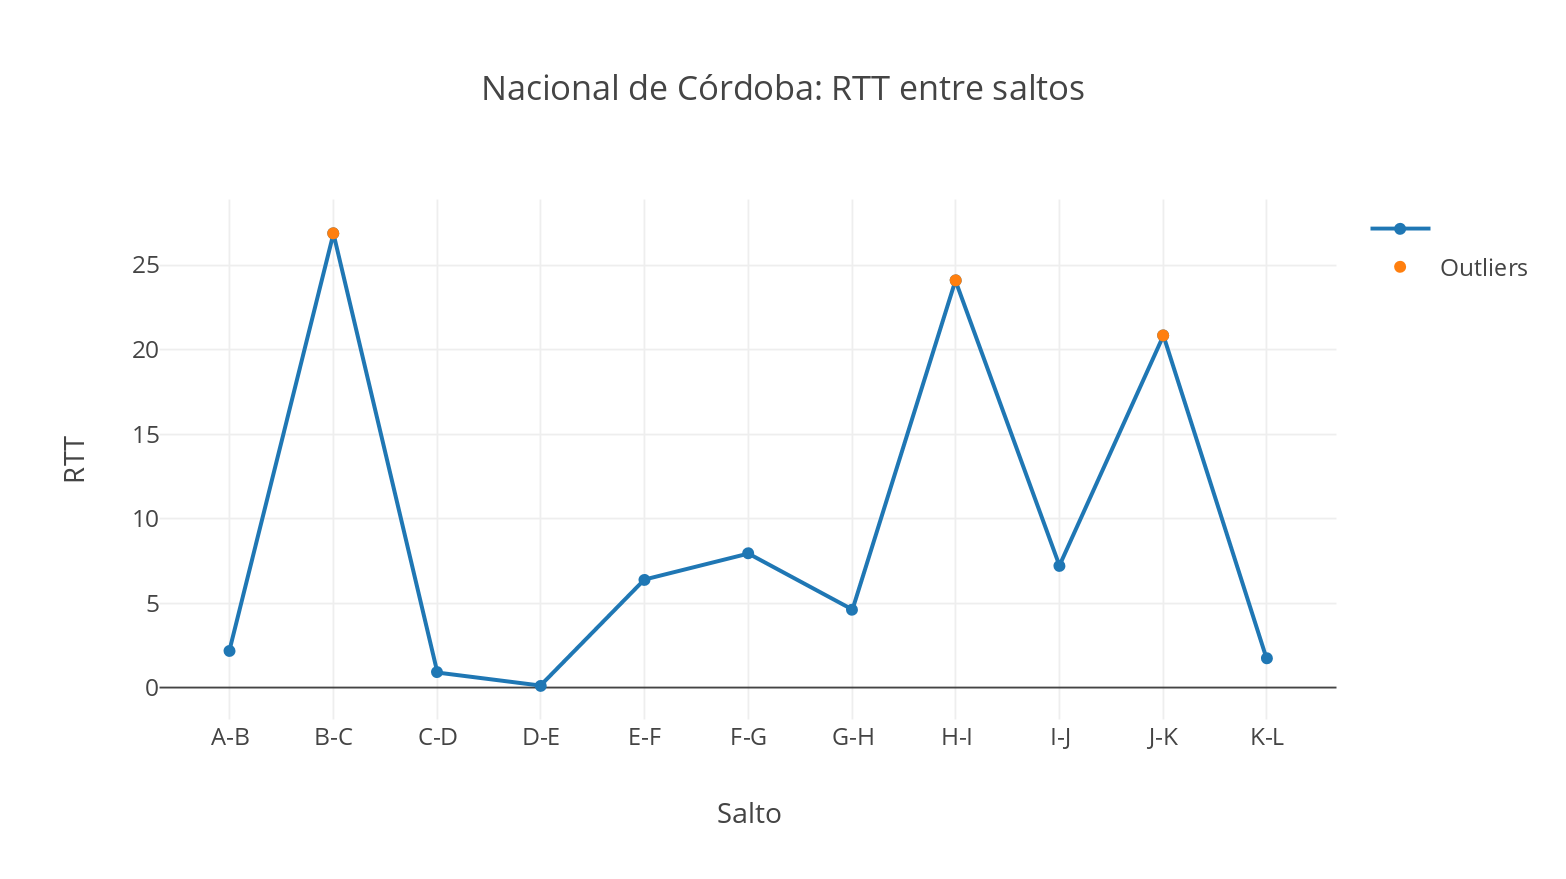 Nacional de Córdoba: RTT entre saltos
Outliers
25
20
15
10
5
0
RTT
A-B B-C C-D D-E E-F F-G G-H H-I I-J J-K K-L
Salto